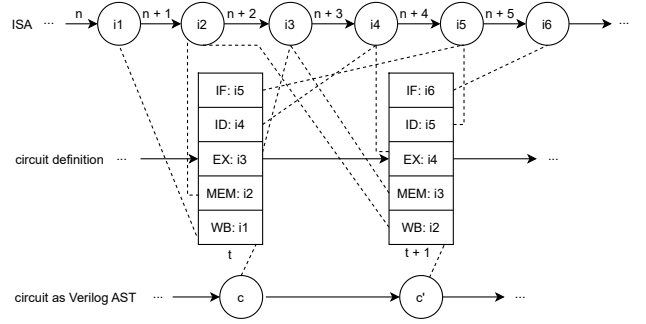 n n + 1 n + 2 n + 3 n + 4 n + 5
ISA ... i1 i2 i3 i4 i5 i6 ...
IF: i5 IF: i6
ID: i4 ID: i5
circuit definition ... EX: i3 EX: i4 ...
MEM: i2 MEM: i3
WB: i1 WB: i2
t t + 1
circuit as Verilog AST ... c c' ...